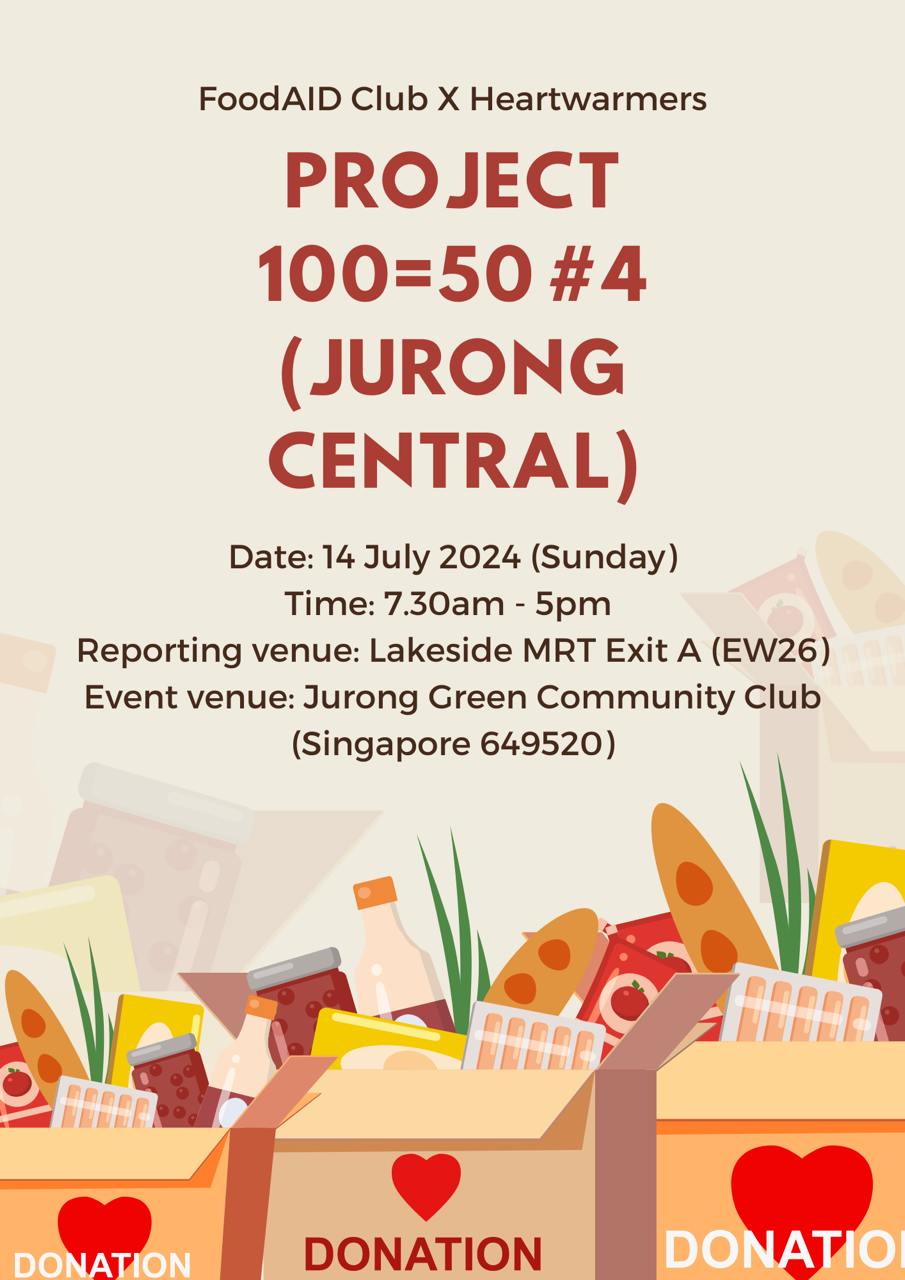 FoodAID Club X Heartwarmers
PROJECT
100=50 #4
(JURONG
CENTRAL)
Date: 14 July 2024 (Sunday)
Time: 7.30am - 5pm
Reporting venue: Lakeside MRT Exit A (EW26)
Event venue: Jurong Green Community Club
(Singapore 649520)
DONATION
DONATION
DONATIO